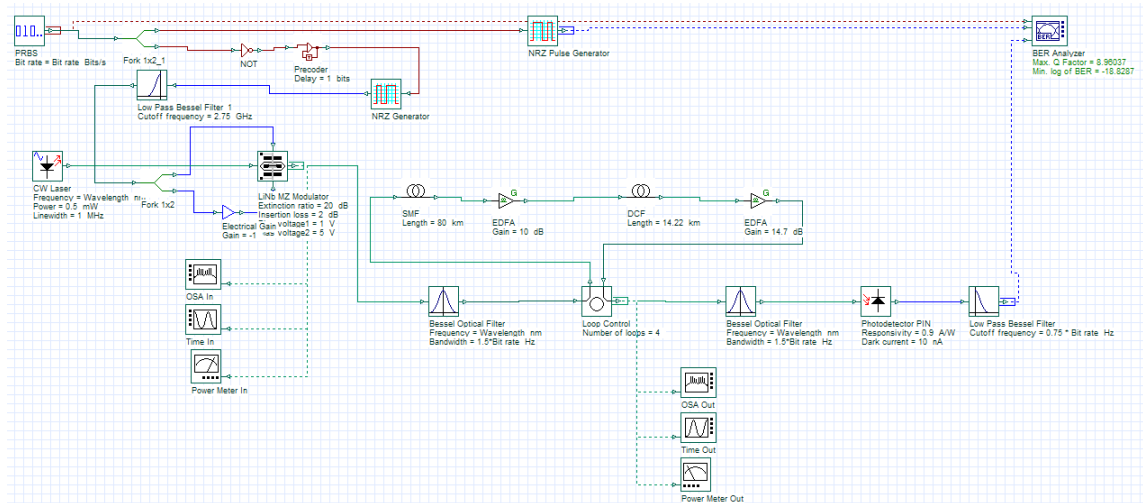 010..
PRBS
Bit rate = Bit rate Bits/s
Fork 1x2_1
NOT
Precoder
Delay = 1 bits
NRZ Pulse Generator
BER
BER Analyzer
Max. Q Factor = 8.96037
Min. log of BER = -18.8287
Low Pass Bessel Filter 1
Cutoff frequency = 2.75 GHz
NRZ Generator
CW Laser
Frequency = Wavelength
Power = 0.5 mW
Linewidth = 1 MHz
Fork 1x2
LiNb MZ Modulator
Extinction ratio = 20 dB
Insertion loss = 2 dB
voltage1 = 1 V
voltage2 = 5 V
Electrical Gain
Gain = -1
SMF
Length = 80 km
G
EDFA
Gain = 10 dB
DCF
Length = 14.22 km
G
EDFA
Gain = 14.7 dB
OSA In
Time In
Power Meter In
Bessel Optical Filter
Frequency = Wavelength nm
Bandwidth = 1.5*Bit rate Hz
Loop Control
Number of loops = 4
Bessel Optical Filter
Frequency = Wavelength nm
Bandwidth = 1.5*Bit rate Hz
Photodetector PIN
Responsivity = 0.9 A/W
Dark current = 10 nA
Low Pass Bessel Filter
Cutoff frequency = 0.75 * Bit rate Hz
OSA Out
Time Out
Power Meter Out